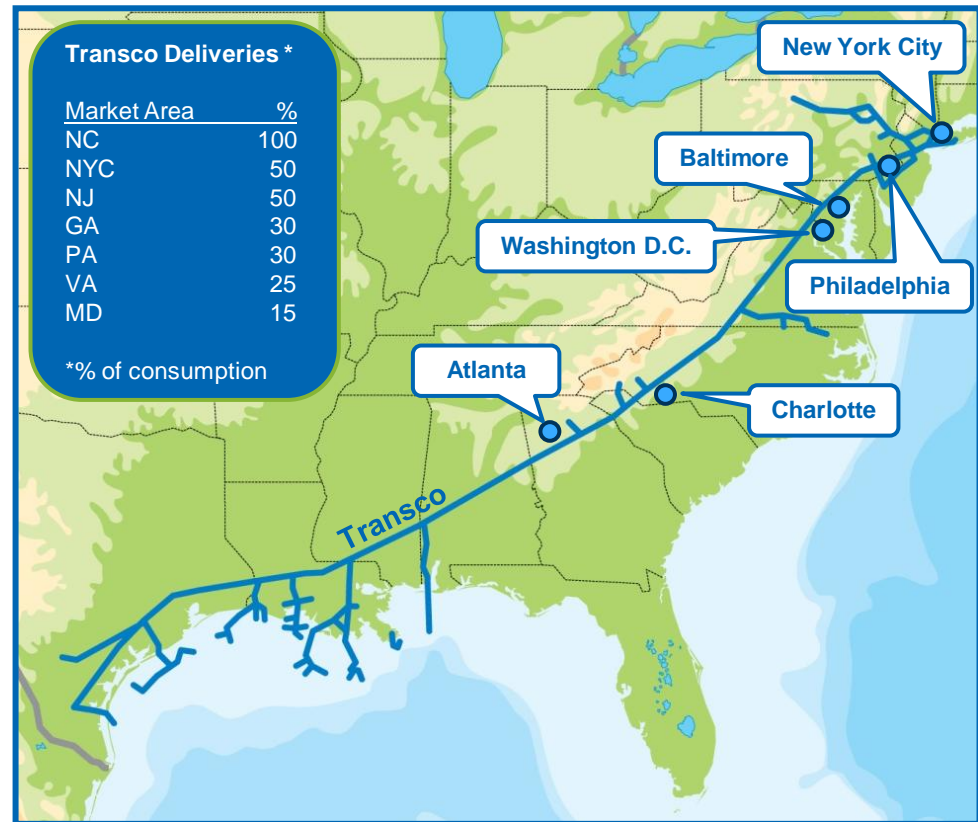 Transco Deliveries *
Market Area %
NC 100
NYC 50
NJ 50
GA 30
PA 30
VA 25
MD 15
*% of consumption
New York City
Baltimore
Washington D.C.
Philadelphia
Atlanta
Charlotte
Transco